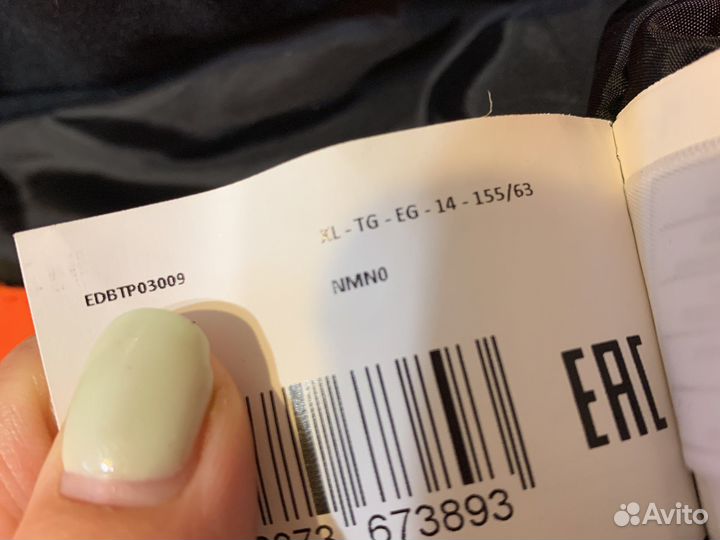 XL - TG - EG - 14 - 155/63
EDBTP03009
NMN0
EAC
673893
Avito